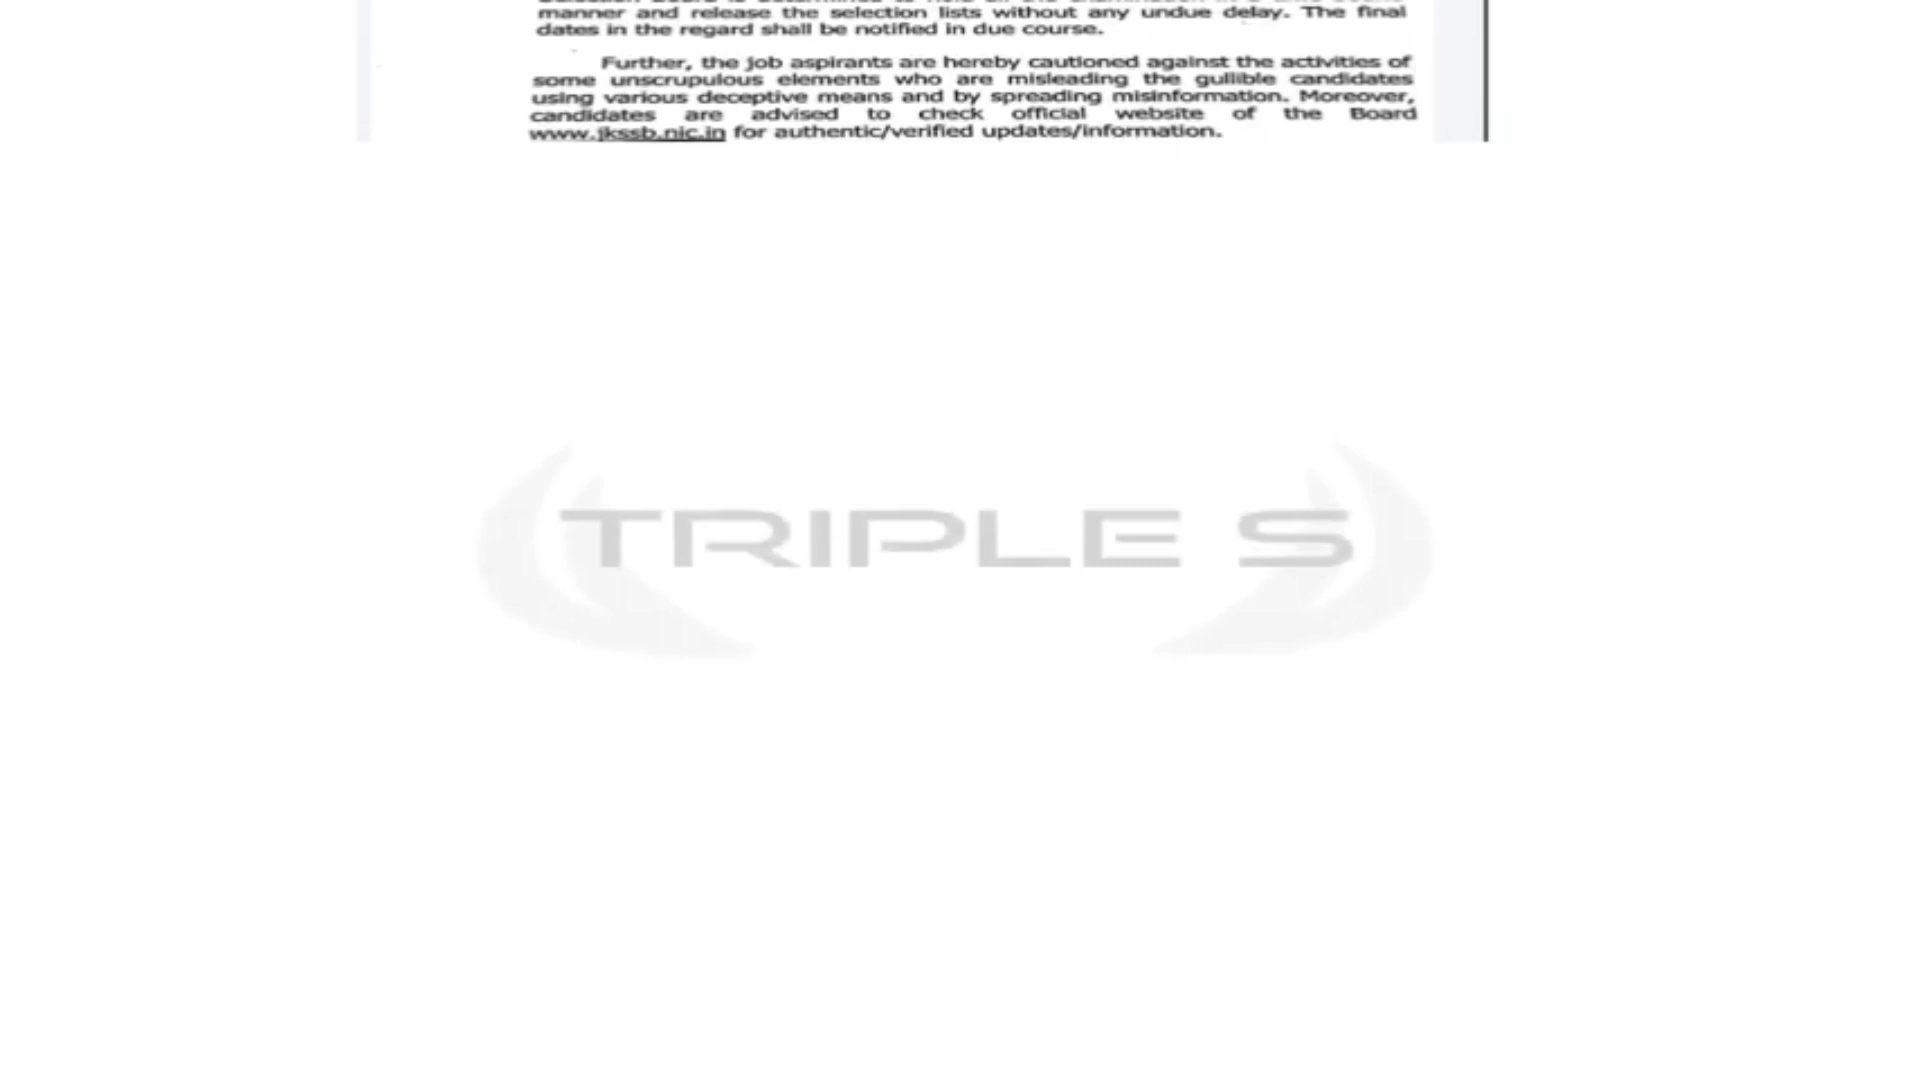 manner and release the selection lists without any undue delay. The final
dates in the regard shall be notified in due course.
Further, the job aspirants are hereby cautioned against the activities of
some unscrupulous elements who are misleading the gullible candidates
using various deceptive means and by spreading misinformation. Moreover,
candidates are advised to check official website of the Board
www.jkssb.nic.in for authentic/verified updates/information.
TRIPLE S